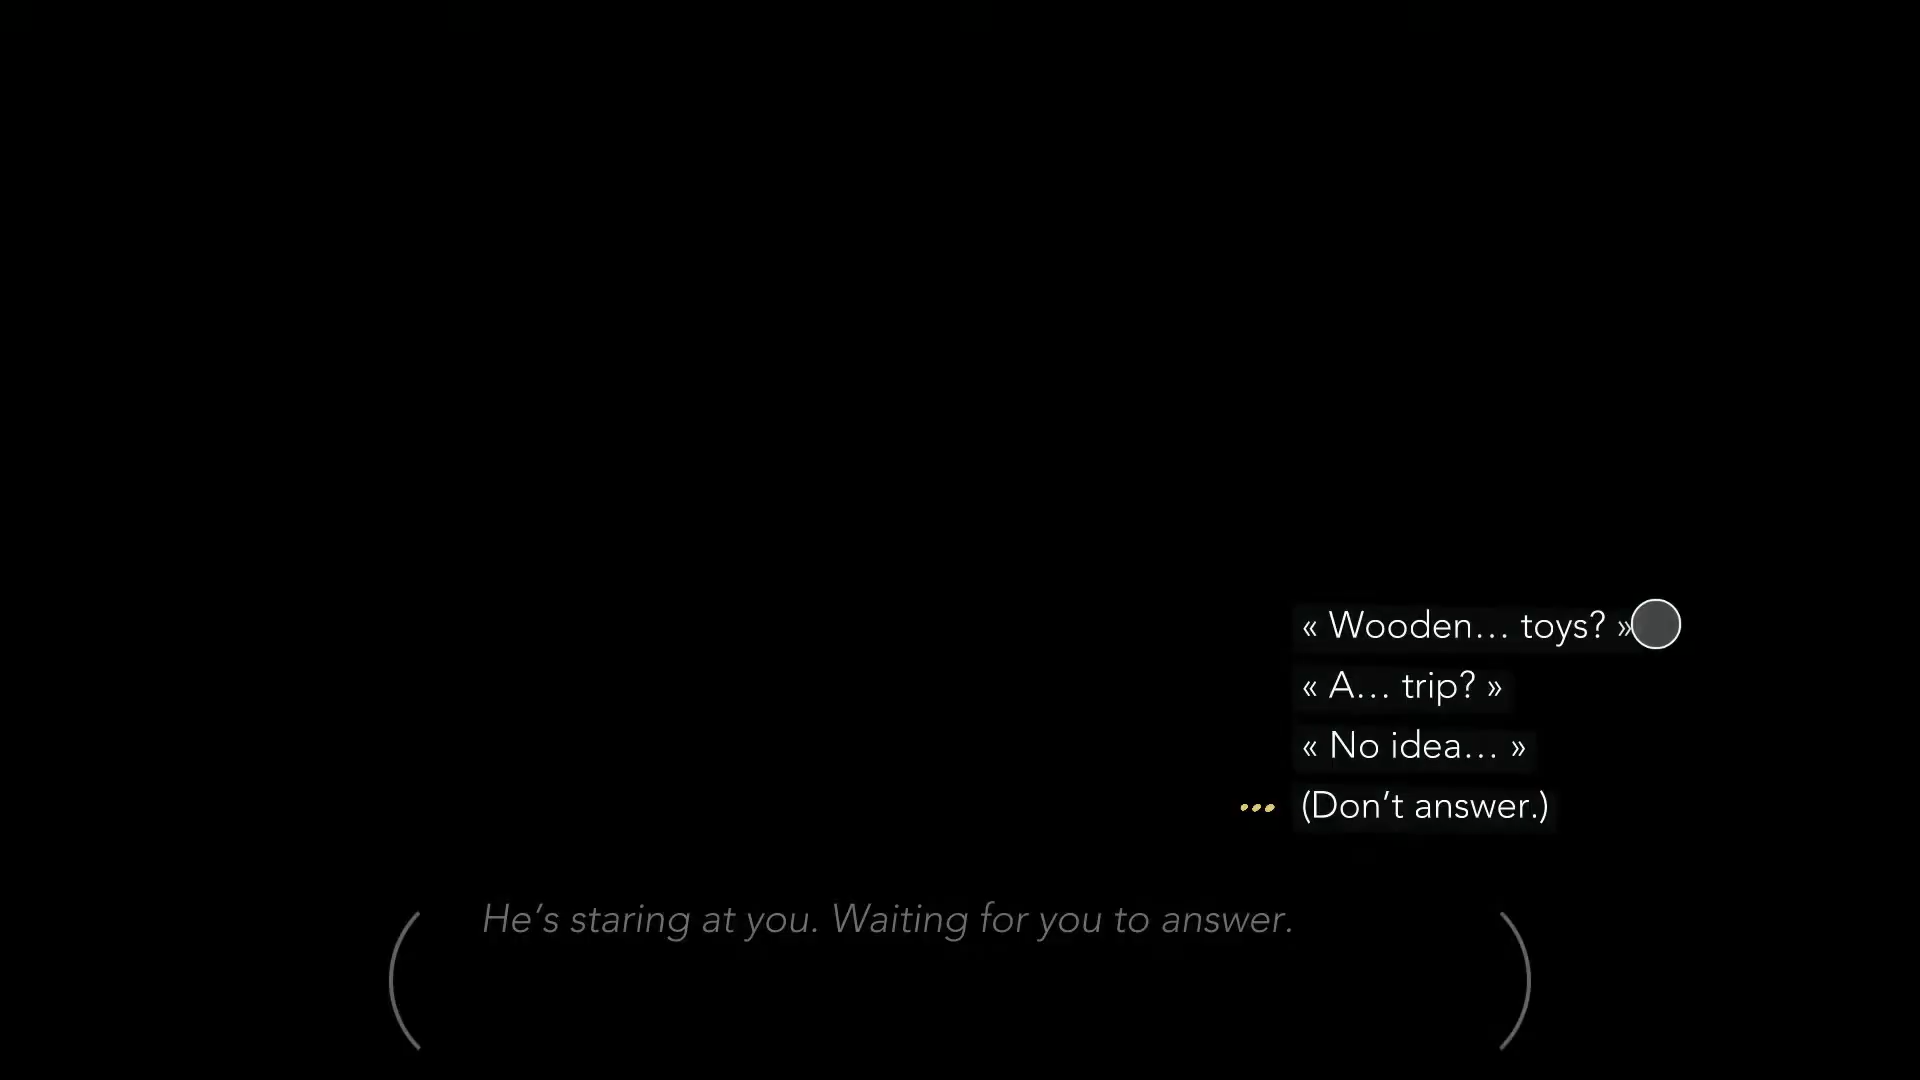 « Wooden… toys? »
« A… trip? »
« No idea… »
(Don’t answer.)
He’s staring at you. Waiting for you to answer.